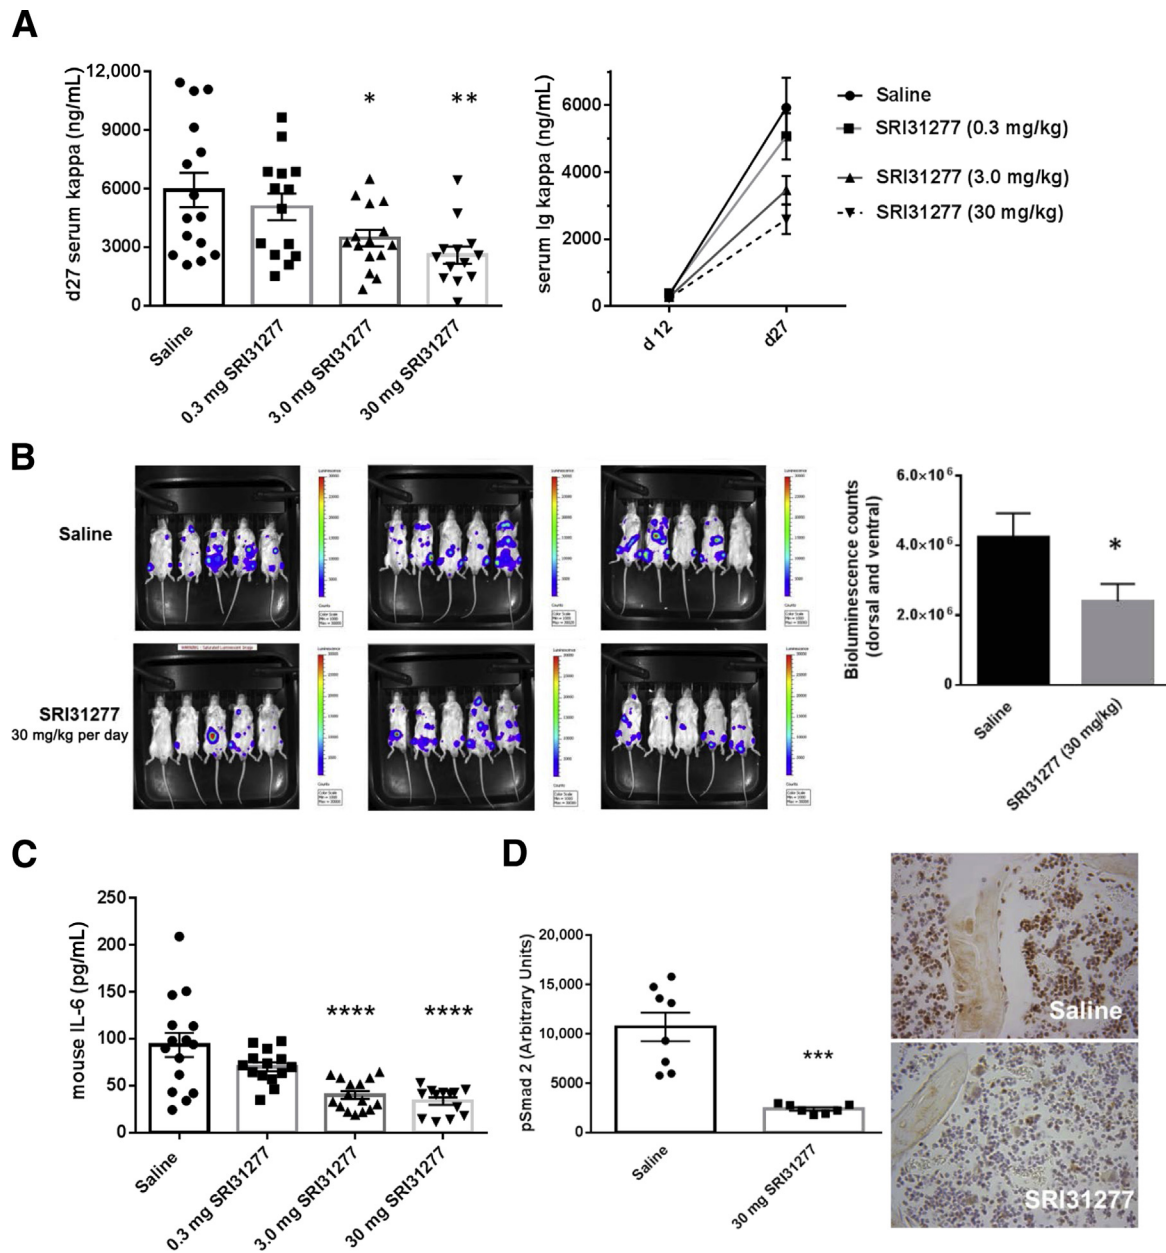 A
d27 serum kappa (ng/mL)
12,000
9000
6000
3000
0
*
**
Saline
0.3 mg SRI31277
3.0 mg SRI31277
30 mg SRI31277
serum Ig kappa (ng/mL)
6000
4000
2000
0
d 12
d27
Saline
SRI31277 (0.3 mg/kg)
SRI31277 (3.0 mg/kg)
SRI31277 (30 mg/kg)
B
Saline
SRI31277
30 mg/kg per day
Bioluminescence counts
(dorsal and ventral)
6.0×10⁶
4.0×10⁶
2.0×10⁶
0
*
Saline
SRI31277 (30 mg/kg)
C
mouse IL-6 (pg/mL)
250
200
150
100
50
0
****
****
Saline
0.3 mg SRI31277
3.0 mg SRI31277
30 mg SRI31277
D
pSmad 2 (Arbitrary Units)
20,000
15,000
10,000
5000
0
***
Saline
30 mg SRI31277
Saline
SRI31277